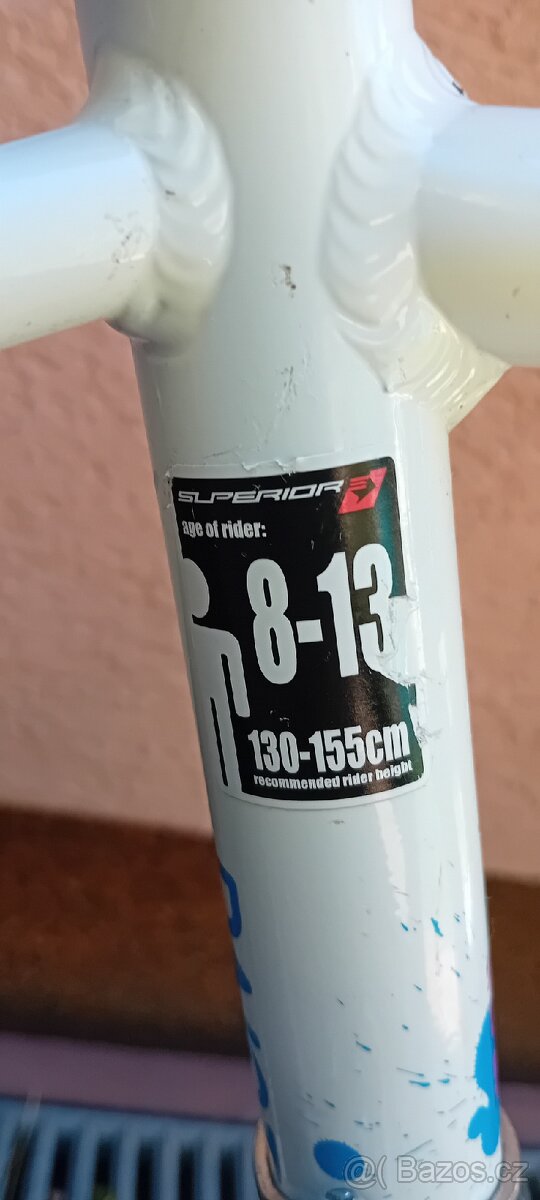 SUPERIOR
age of rider:
8-13
130-155cm
recommended rider height
@ Bazos.cz